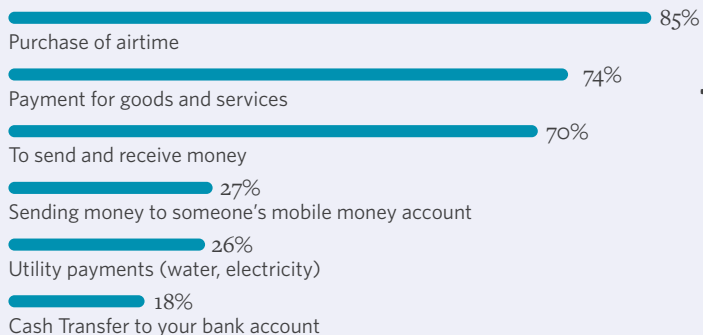 85%
Purchase of airtime
74%
Payment for goods and services
70%
To send and receive money
27%
Sending money to someone’s mobile money account
26%
Utility payments (water, electricity)
18%
Cash Transfer to your bank account